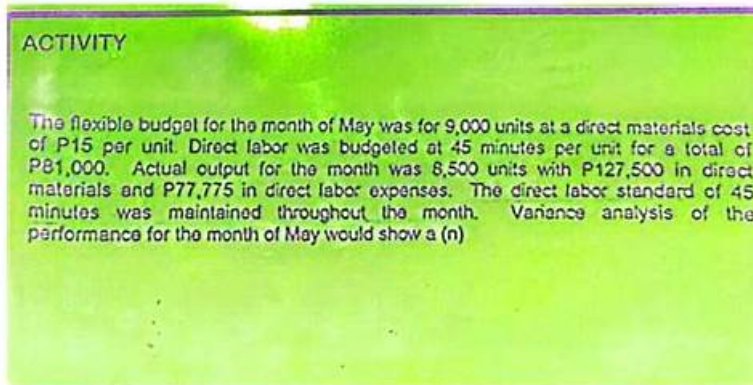 ACTIVITY
The flexible budget for the month of May was for 9,000 units at a direct materials cost
of P15 per unit. Direct labor was budgeted at 45 minutes per unit for a total of
P81,000. Actual output for the month was 8,500 units with P127,500 in direct
materials and P77,775 in direct labor expenses. The direct labor standard of 45
minutes was maintained throughout the month. Variance analysis of the
performance for the month of May would show a (n)